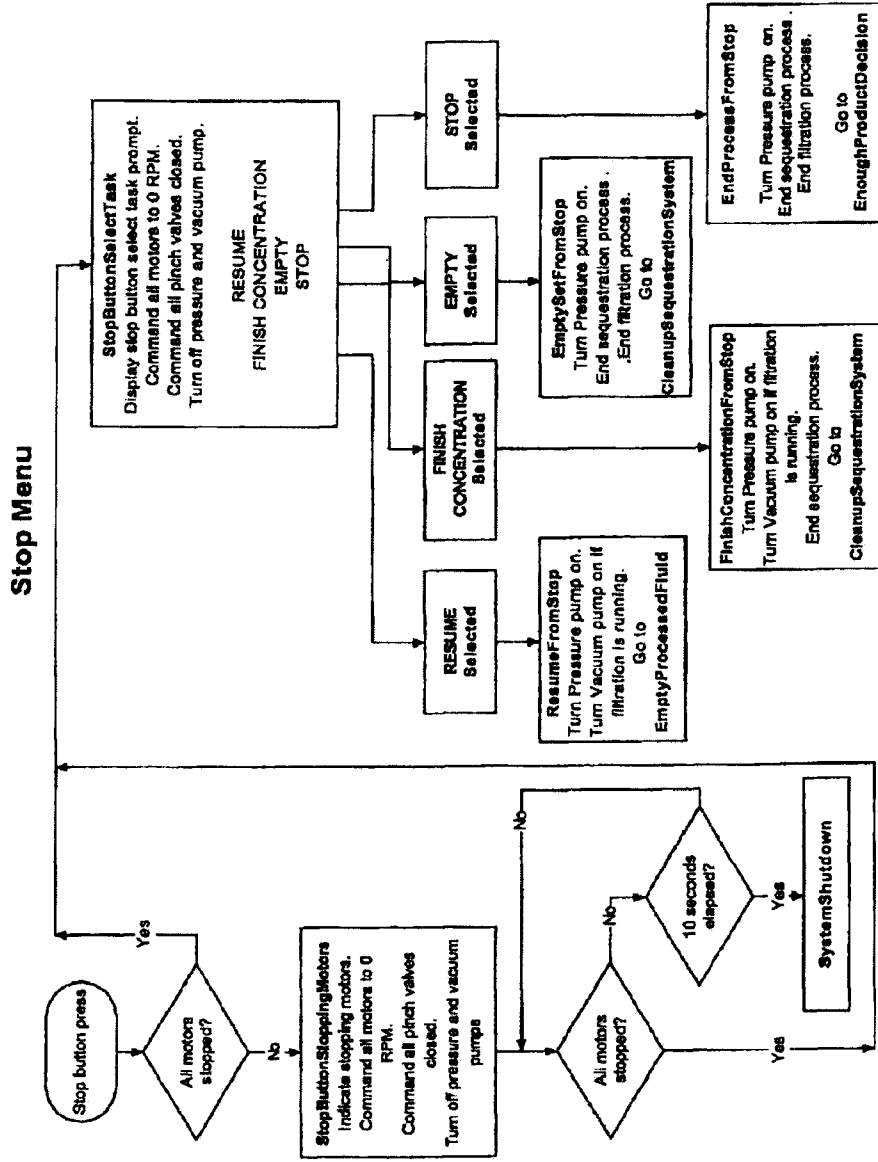 Stop Menu
Stop button press
All motors
stopped?
Yes
No
StopButtonStoppingMotors
Indicate stopping motors.
Command all motors to 0
RPM.
Command all pinch valves
closed.
Turn off pressure and vacuum
pumps
All motors
stopped?
No
Yes
10 seconds
elapsed?
No
Yes
SystemShutdown
StopButtonSelectTask
Display stop button select task prompt.
Command all motors to 0 RPM.
Command all pinch valves closed.
Turn off pressure and vacuum pump.
RESUME
FINISH CONCENTRATION
EMPTY
STOP
RESUME
Selected
FINISH
CONCENTRATION
Selected
EMPTY
Selected
STOP
Selected
ResumeFromStop
Turn Pressure pump on.
Turn Vacuum pump on if
filtration is running.
Go to
EmptyProcessedFluid
FinishConcentrationFromStop
Turn Pressure pump on.
Turn Vacuum pump on if filtration
is running.
End sequestration process.
Go to
CleanupSequestrationSystem
EmptySetFromStop
Turn Pressure pump on.
End sequestration process .
.End filtration process.
Go to
CleanupSequestrationSystem
EndProcessFromStop
Turn Pressure pump on.
End sequestration process .
End filtration process.
Go to
EnoughProductDecision